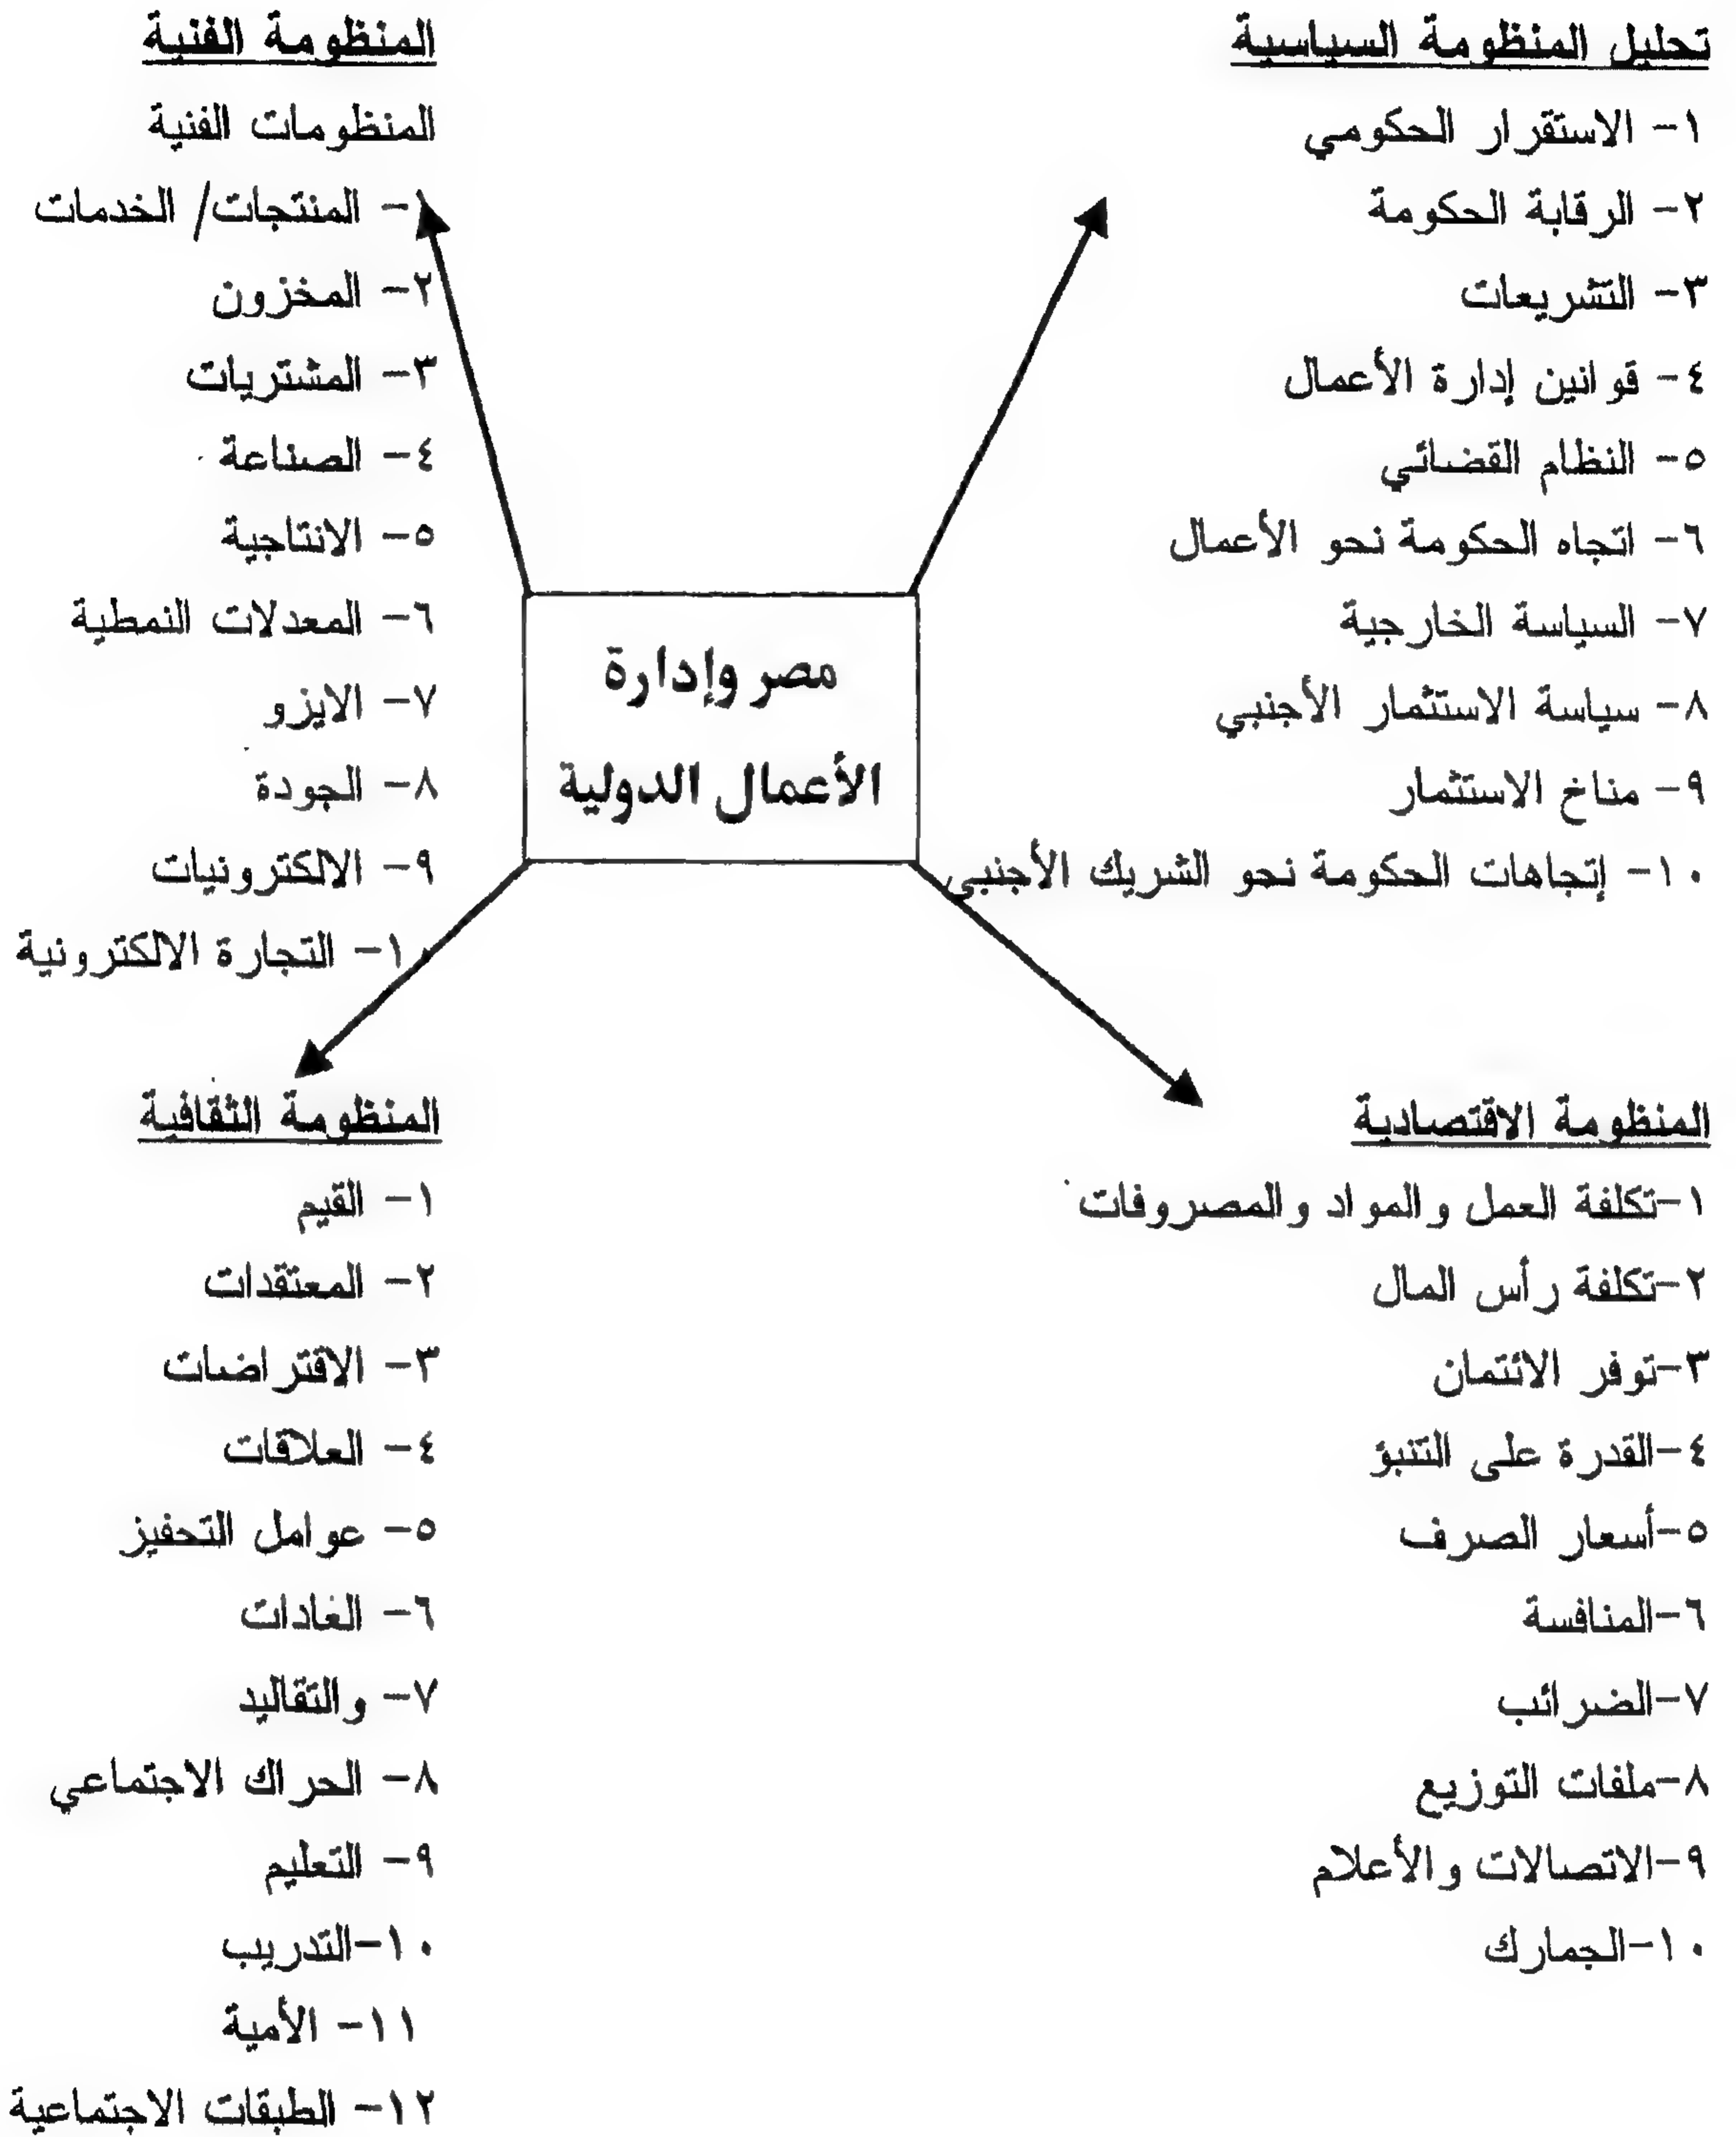 تحليل المنظومة السياسية
١- الاستقرار الحكومي
٢- الرقابة الحكومة
٣- التشريعات
٤- قوانين إدارة الأعمال
٥- النظام القضائي
٦- اتجاه الحكومة نحو الأعمال
٧- السياسة الخارجية
٨- سياسة الاستثمار الأجنبي
٩- مناخ الاستثمار
١٠- إتجاهات الحكومة نحو الشريك الأجنبي
المنظومة الفنية
المنظومات الفنية
١- المنتجات/ الخدمات
٢- المخزون
٣- المشتريات
٤- الصناعة
٥- الانتاجية
٦- المعدلات النمطية
٧- الايزو
٨- الجودة
٩- الالكترونيات
١- التجارة الالكترونية
مصر وإدارة
الأعمال الدولية
المنظومة الاقتصادية
١-تكلفة العمل والمواد والمصروفات
٢-تكلفة رأس المال
٣-توفر الائتمان
٤-القدرة على التنبؤ
٥-أسعار الصرف
٦-المنافسة
٧-الضرائب
٨-ملفات التوزيع
٩-الاتصالات والأعلام
١٠-الجمارك
المنظومة الثقافية
١- القيم
٢- المعتقدات
٣- الافتراضات
٤- العلاقات
٥- عوامل التحفيز
٦- العادات
٧- والتقاليد
٨- الحراك الاجتماعي
٩- التعليم
١٠-التدريب
١١- الأمية
١٢- الطبقات الاجتماعية